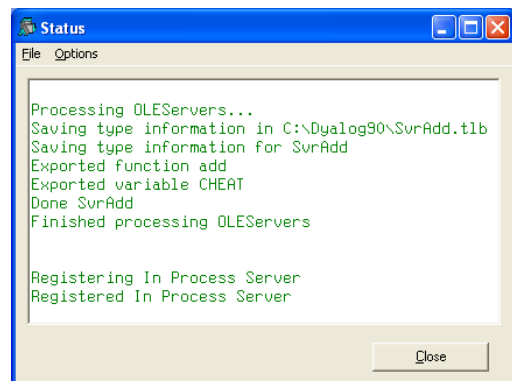 Status
File Options
Processing OLEServers...
Saving type information in C:\Dyalog90\SvrAdd.tlb
Saving type information for SvrAdd
Exported function add
Exported variable CHEAT
Done SvrAdd
Finished processing OLEServers
Registering In Process Server
Registered In Process Server
Close